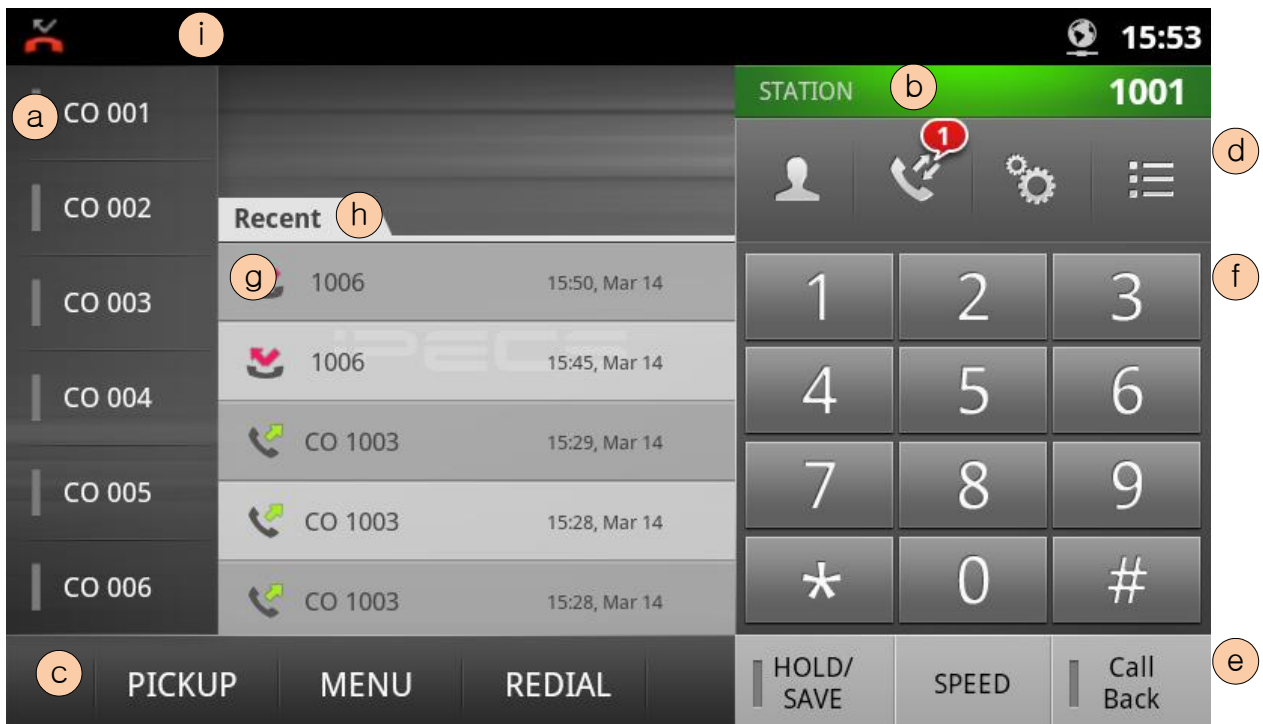 i
15:53
a
CO 001
CO 002
CO 003
CO 004
CO 005
CO 006
Recent
h
g
1006
15:50, Mar 14
1006
15:45, Mar 14
CO 1003
15:29, Mar 14
CO 1003
15:28, Mar 14
CO 1003
15:28, Mar 14
iPECS
STATION
b
1001
1
d
1
2
3
f
4
5
6
7
8
9
*
0
#
c
PICKUP
MENU
REDIAL
HOLD/
SAVE
SPEED
Call
Back
e